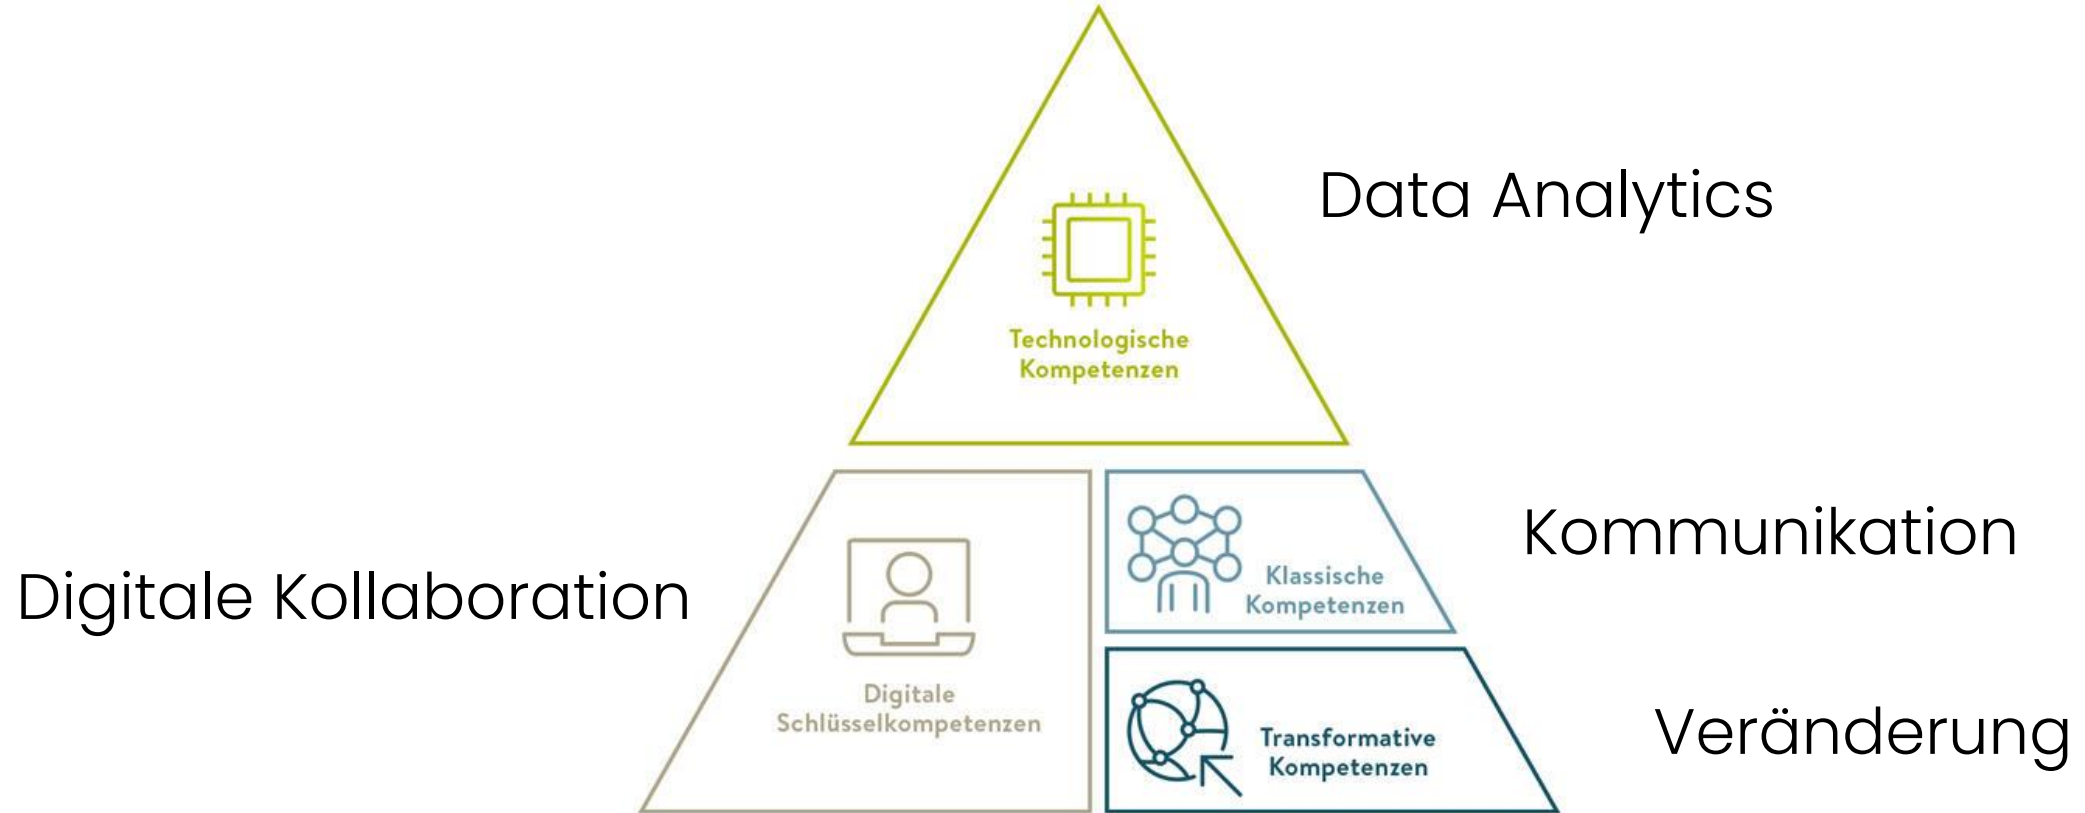 Data Analytics
Technologische
Kompetenzen
Kommunikation
Klassische
Kompetenzen
Digitale Kollaboration
Digitale
Schlüsselkompetenzen
Veränderung
Transformative
Kompetenzen